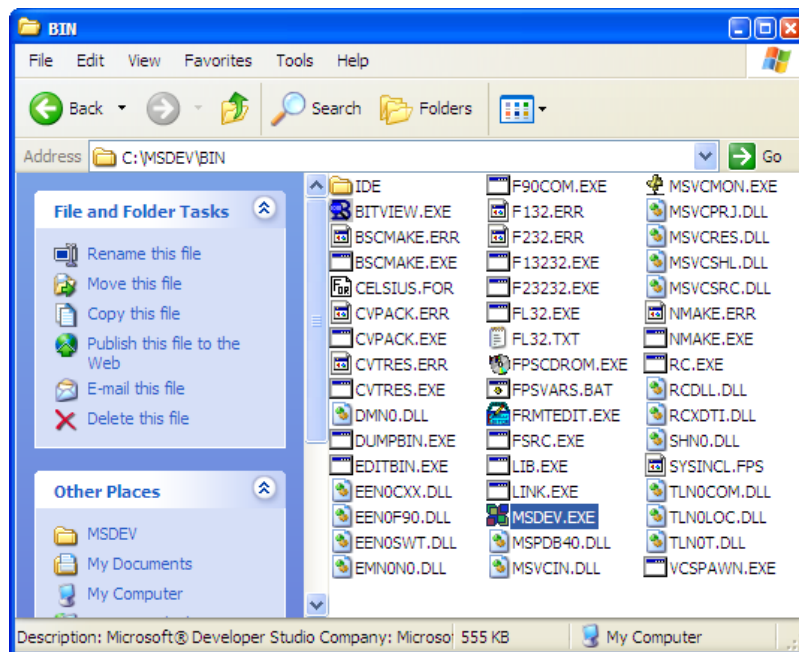 BIN
File Edit View Favorites Tools Help
Back Search Folders
Address C:\MSDEV\BIN Go
File and Folder Tasks
Rename this file
Move this file
Copy this file
Publish this file to the
Web
E-mail this file
Delete this file
Other Places
MSDEV
My Documents
My Computer
IDE
BITVIEW.EXE
BSCMAKE.ERR
BSCMAKE.EXE
CELSIUS.FOR
CVPACK.ERR
CVPACK.EXE
CVTRES.ERR
CVTRES.EXE
DMN0.DLL
DUMPBIN.EXE
EDITBIN.EXE
EEN0CXX.DLL
EEN0F90.DLL
EEN0SWT.DLL
EMN0N0.DLL
F90COM.EXE
F132.ERR
F232.ERR
F13232.EXE
F23232.EXE
FL32.EXE
FL32.TXT
FPSCDROM.EXE
FPSVARS.BAT
FRMTEDIT.EXE
FSRC.EXE
LIB.EXE
LINK.EXE
MSDEV.EXE
MSPDB40.DLL
MSVCIN.DLL
MSVCMON.EXE
MSVCPRJ.DLL
MSVCRES.DLL
MSVCSHL.DLL
MSVCSRC.DLL
NMAKE.ERR
NMAKE.EXE
RC.EXE
RCDLL.DLL
RCXDTI.DLL
SHN0.DLL
SYSINCL.FPS
TLN0COM.DLL
TLN0LOC.DLL
TLN0T.DLL
VCSPAWN.EXE
Description: Microsoft® Developer Studio Company: Microso 555 KB My Computer